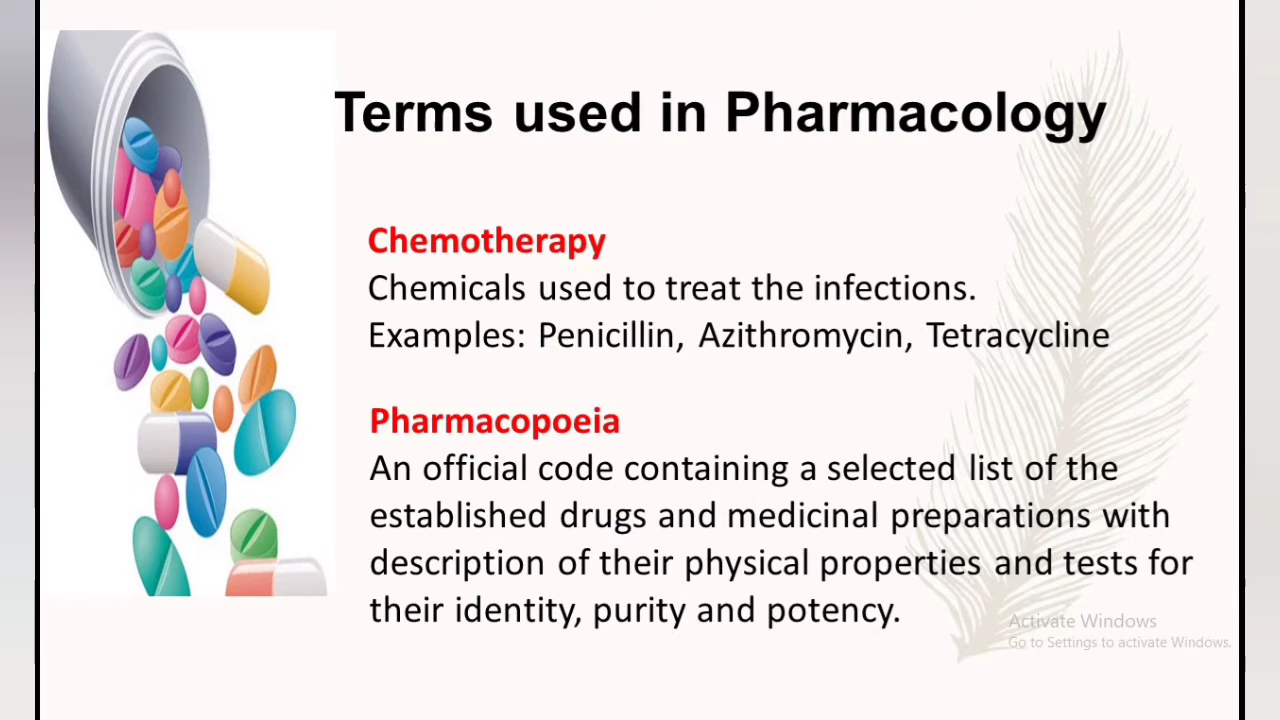 Terms used in Pharmacology
Chemotherapy
Chemicals used to treat the infections.
Examples: Penicillin, Azithromycin, Tetracycline
Pharmacopoeia
An official code containing a selected list of the
established drugs and medicinal preparations with
description of their physical properties and tests for
their identity, purity and potency.
Activate Windows
Go to Settings to activate Windows.